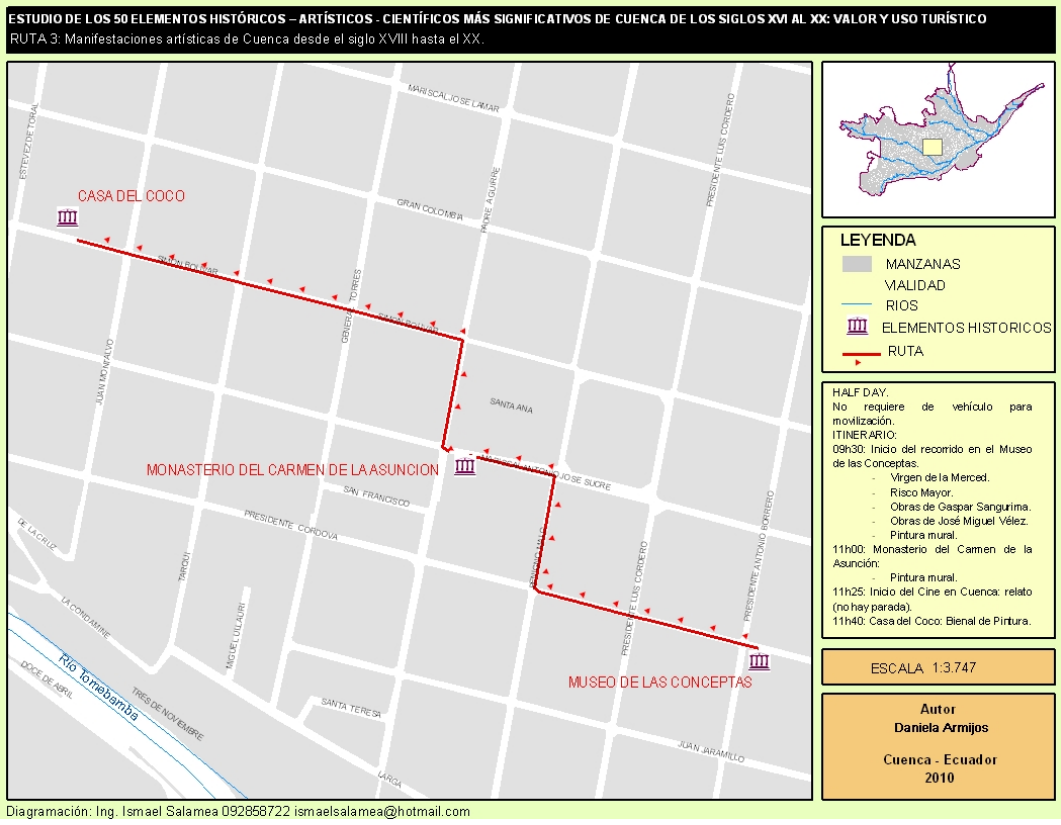 ESTUDIO DE LOS 50 ELEMENTOS HISTÓRICOS – ARTÍSTICOS - CIENTÍFICOS MÁS SIGNIFICATIVOS DE CUENCA DE LOS SIGLOS XVI AL XX: VALOR Y USO TURÍSTICO
RUTA 3: Manifestaciones artísticas de Cuenca desde el siglo XVIII hasta el XX.
MARISCAL JOSE LAMAR
ESTEVEZ DE TORAL
PRESIDENTE LUIS CORDERO
PADRE AGUIRRE
CASA DEL COCO
GRAN COLOMBIA
SIMON BOLIVAR
GENERAL TORRES
SIMON BOLIVAR
JUAN MONTALVO
SANTA ANA
MONASTERIO DEL CARMEN DE LA ASUNCION
ANTONIO JOSE SUCRE
SAN FRANCISCO
PRESIDENTE CORDOVA
PRESIDENTE ANTONIO BORRERO
DE LA CRUZ
TARQUI
PRESIDENTE LUIS CORDERO
LA CONDAMINE
MIGUEL ULLAURI
MUSEO DE LAS CONCEPTAS
Río Tomebamba
DOCE DE ABRIL
TRES DE NOVIEMBRE
SANTA TERESA
JUAN JARAMILLO
LARGA
LEYENDA
MANZANAS
VIALIDAD
RIOS
ELEMENTOS HISTORICOS
RUTA
HALF DAY.
No requiere de vehículo para
movilización.
ITINERARIO:
09h30: Inicio del recorrido en el Museo
de las Conceptas.
- Virgen de la Merced.
- Risco Mayor.
- Obras de Gaspar Sangurima.
- Obras de José Miguel Vélez.
- Pintura mural.
11h00: Monasterio del Carmen de la
Asunción:
- Pintura mural.
11h25: Inicio del Cine en Cuenca: relato
(no hay parada).
11h40: Casa del Coco: Bienal de Pintura.
ESCALA 1:3.747
Autor
Daniela Armijos
Cuenca - Ecuador
2010
Diagramación: Ing. Ismael Salamea 092858722 ismaelsalamea@hotmail.com